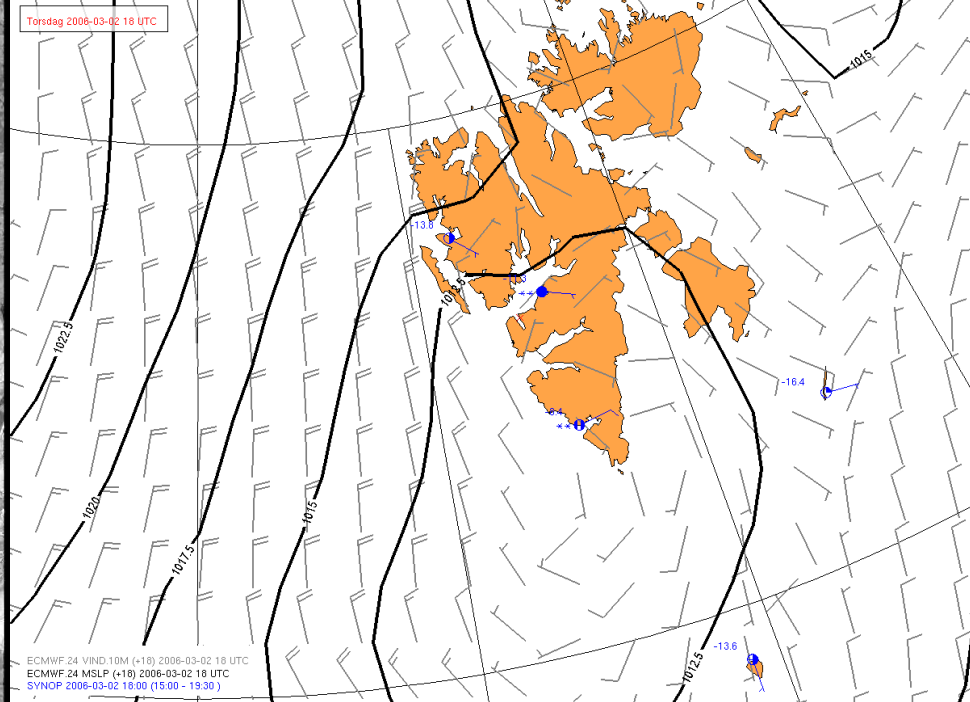 Torsdag 2006-03-02 18 UTC
1015
-13.8
1012.5
1022.5
-16.4
-8.4
1020
1015
1017.5
-13.6
1012.5
ECMWF.24 VIND.10M (+18) 2006-03-02 18 UTC
ECMWF.24 MSLP (+18) 2006-03-02 18 UTC
SYNOP 2006-03-02 18:00 (15:00 - 19:30 )